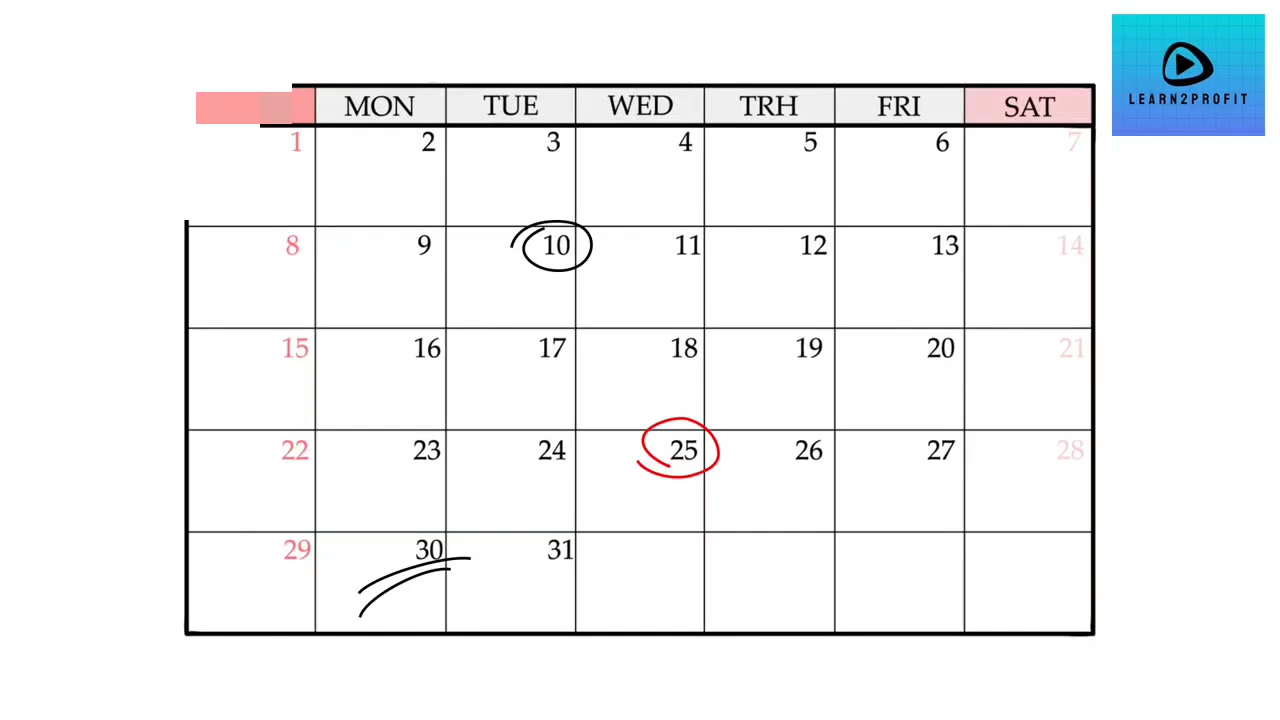 LEARN2PROFIT
MON TUE WED TRH FRI SAT
1 2 3 4 5 6 7
8 9 10 11 12 13 14
15 16 17 18 19 20 21
22 23 24 25 26 27 28
29 30 31